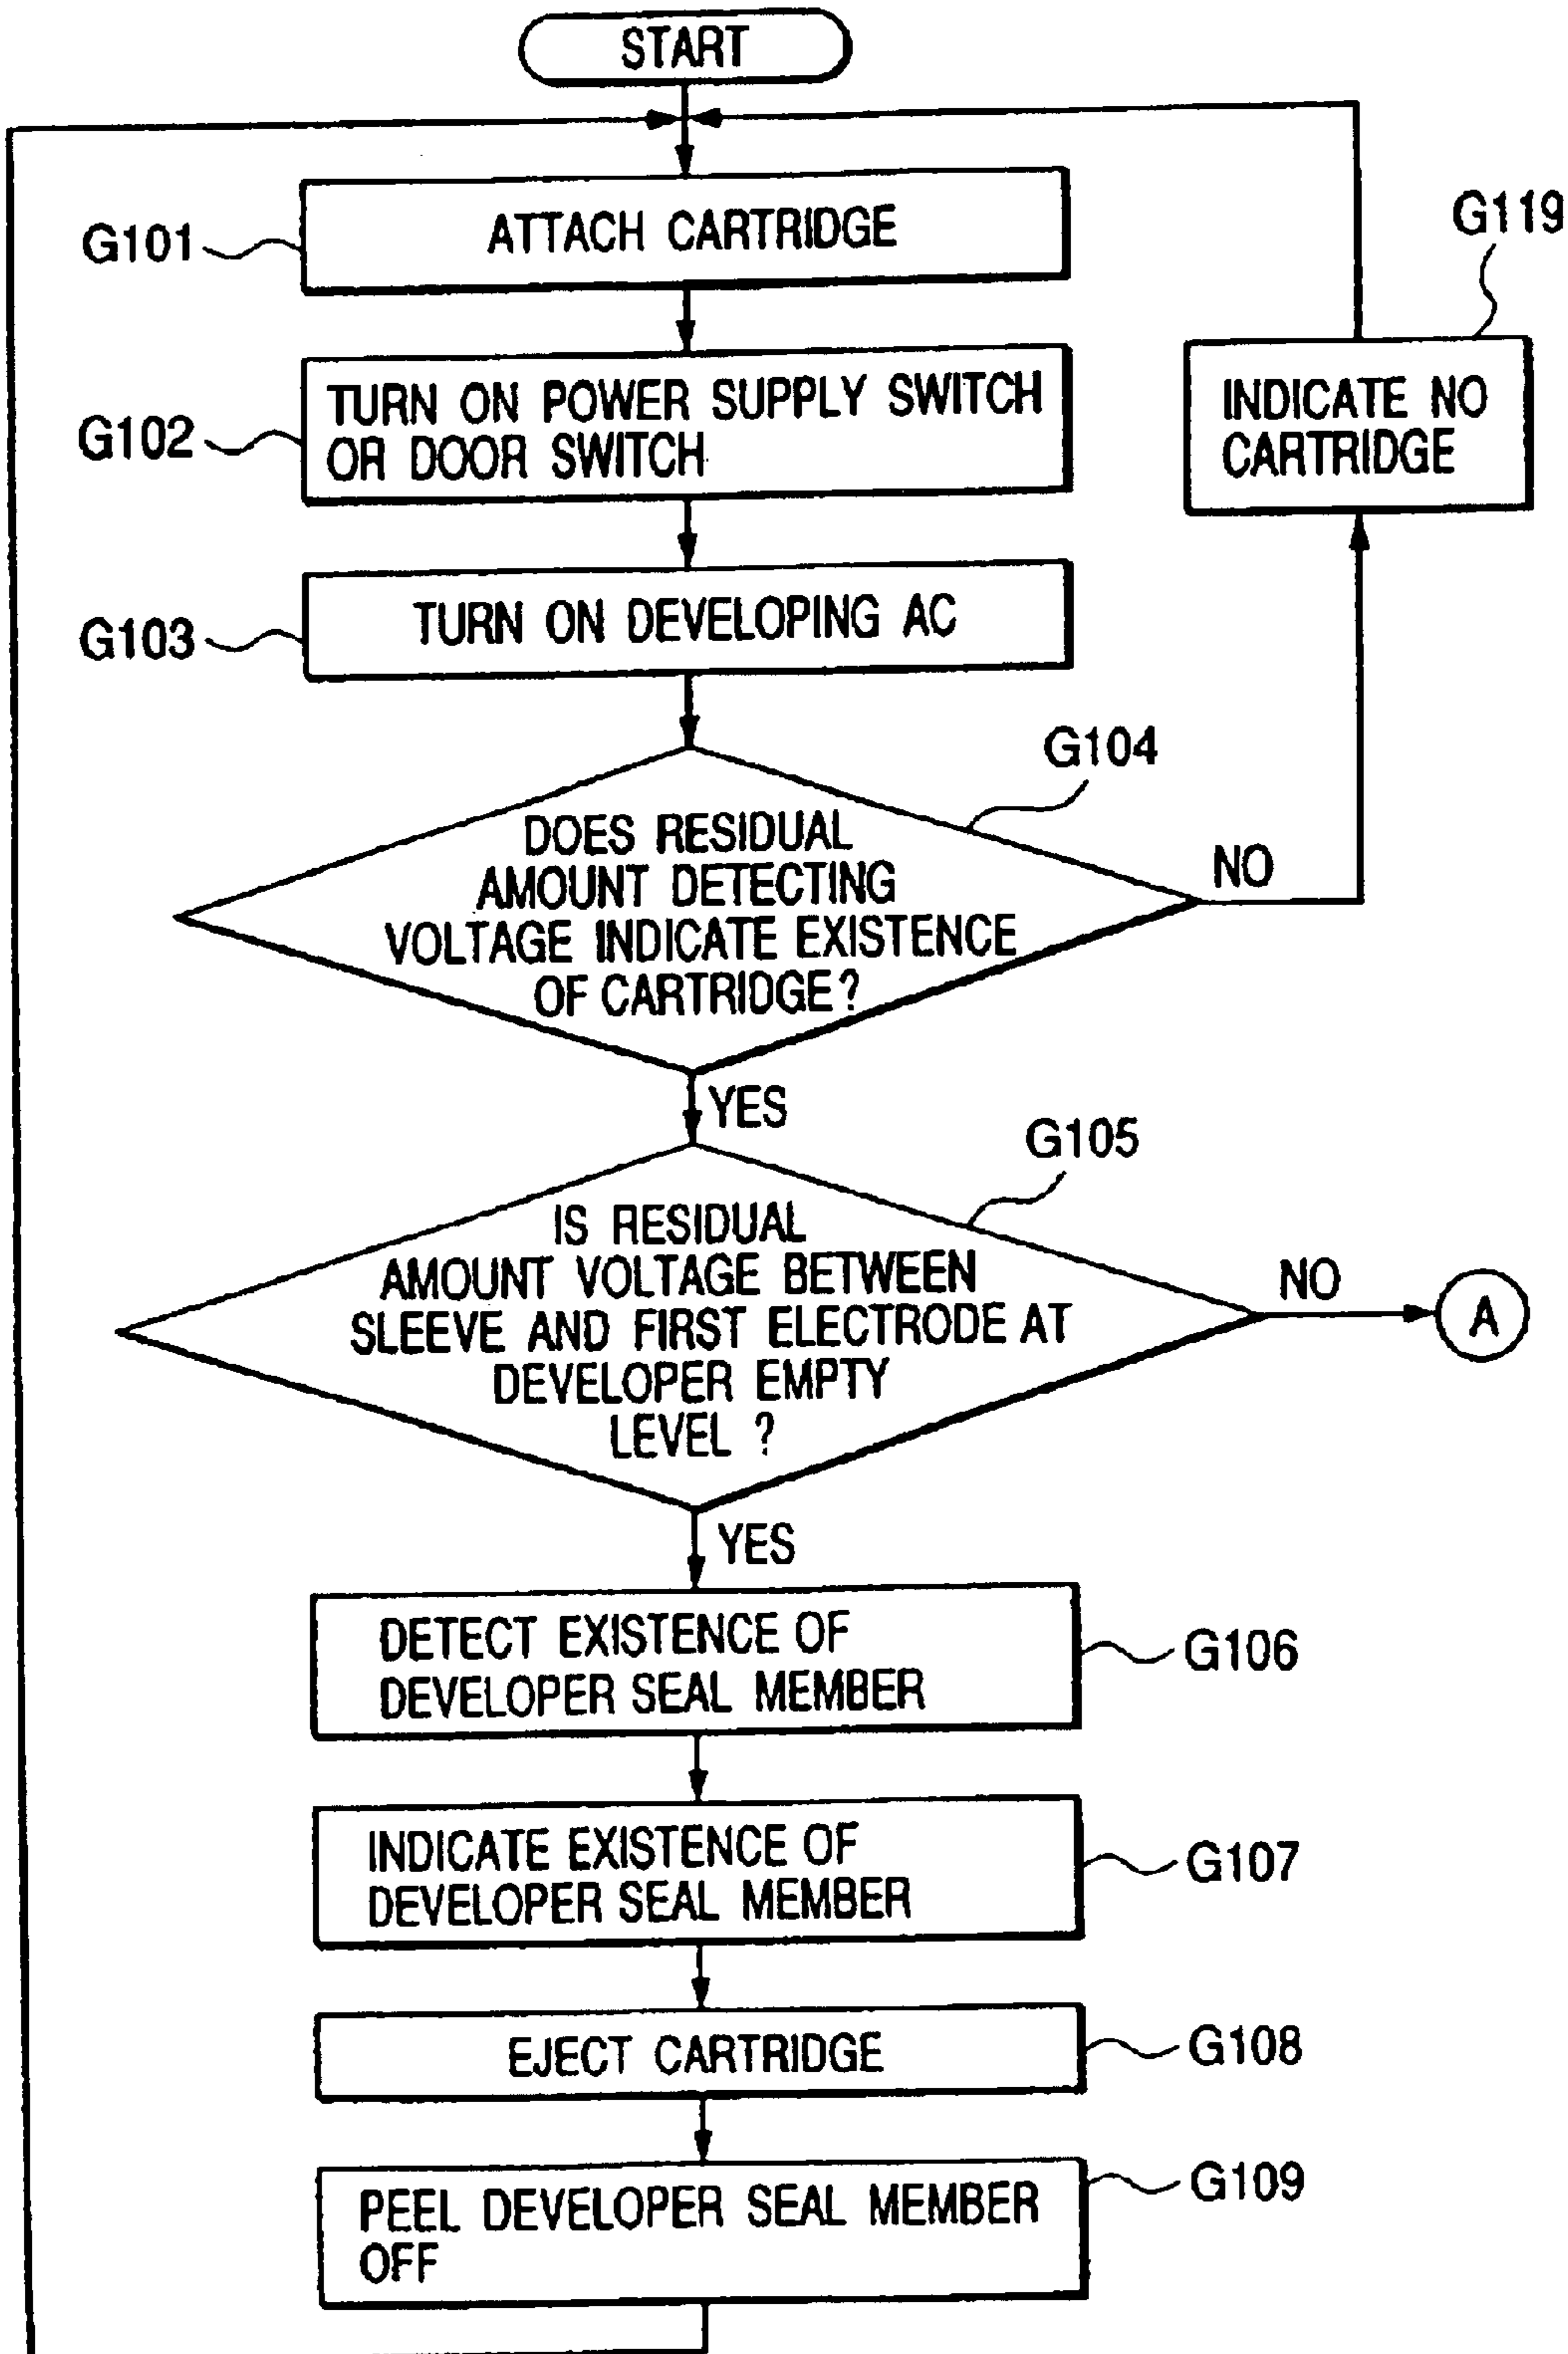 START
G101
ATTACH CARTRIDGE
G119
G102
TURN ON POWER SUPPLY SWITCH
OR DOOR SWITCH
INDICATE NO
CARTRIDGE
G103
TURN ON DEVELOPING AC
G104
DOES RESIDUAL
AMOUNT DETECTING
VOLTAGE INDICATE EXISTENCE
OF CARTRIDGE?
NO
YES
G105
IS RESIDUAL
AMOUNT VOLTAGE BETWEEN
SLEEVE AND FIRST ELECTRODE AT
DEVELOPER EMPTY
LEVEL ?
NO
A
YES
DETECT EXISTENCE OF
DEVELOPER SEAL MEMBER
G106
INDICATE EXISTENCE OF
DEVELOPER SEAL MEMBER
G107
EJECT CARTRIDGE
G108
PEEL DEVELOPER SEAL MEMBER
OFF
G109